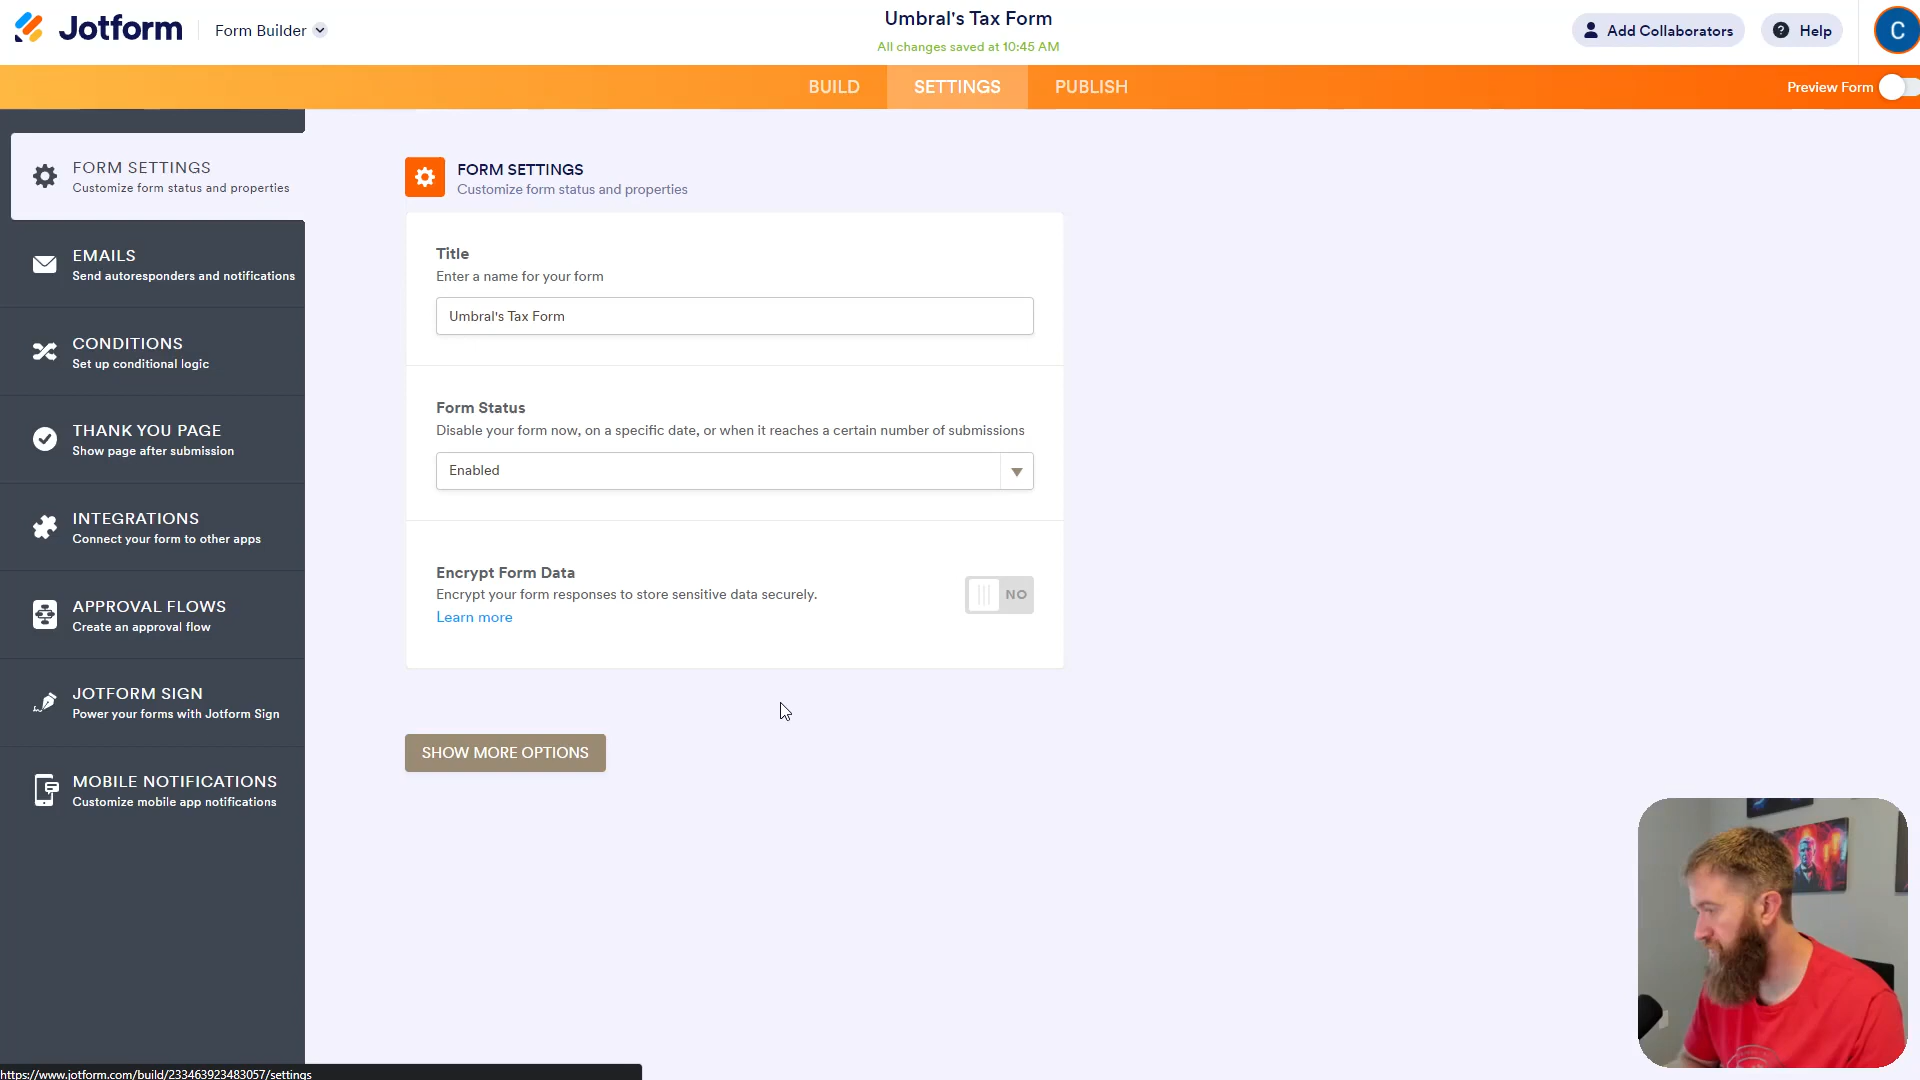 Jotform
Form Builder
Umbral's Tax Form
All changes saved at 10:45 AM
Add Collaborators
Help
C
BUILD
SETTINGS
PUBLISH
Preview Form
FORM SETTINGS
Customize form status and properties
EMAILS
Send autoresponders and notifications
CONDITIONS
Set up conditional logic
THANK YOU PAGE
Show page after submission
INTEGRATIONS
Connect your form to other apps
APPROVAL FLOWS
Create an approval flow
JOTFORM SIGN
Power your forms with Jotform Sign
MOBILE NOTIFICATIONS
Customize mobile app notifications
FORM SETTINGS
Customize form status and properties
Title
Enter a name for your form
Umbral's Tax Form
Form Status
Disable your form now, on a specific date, or when it reaches a certain number of submissions
Enabled
Encrypt Form Data
Encrypt your form responses to store sensitive data securely.
Learn more
NO
SHOW MORE OPTIONS
https://www.jotform.com/build/233463923483057/settings